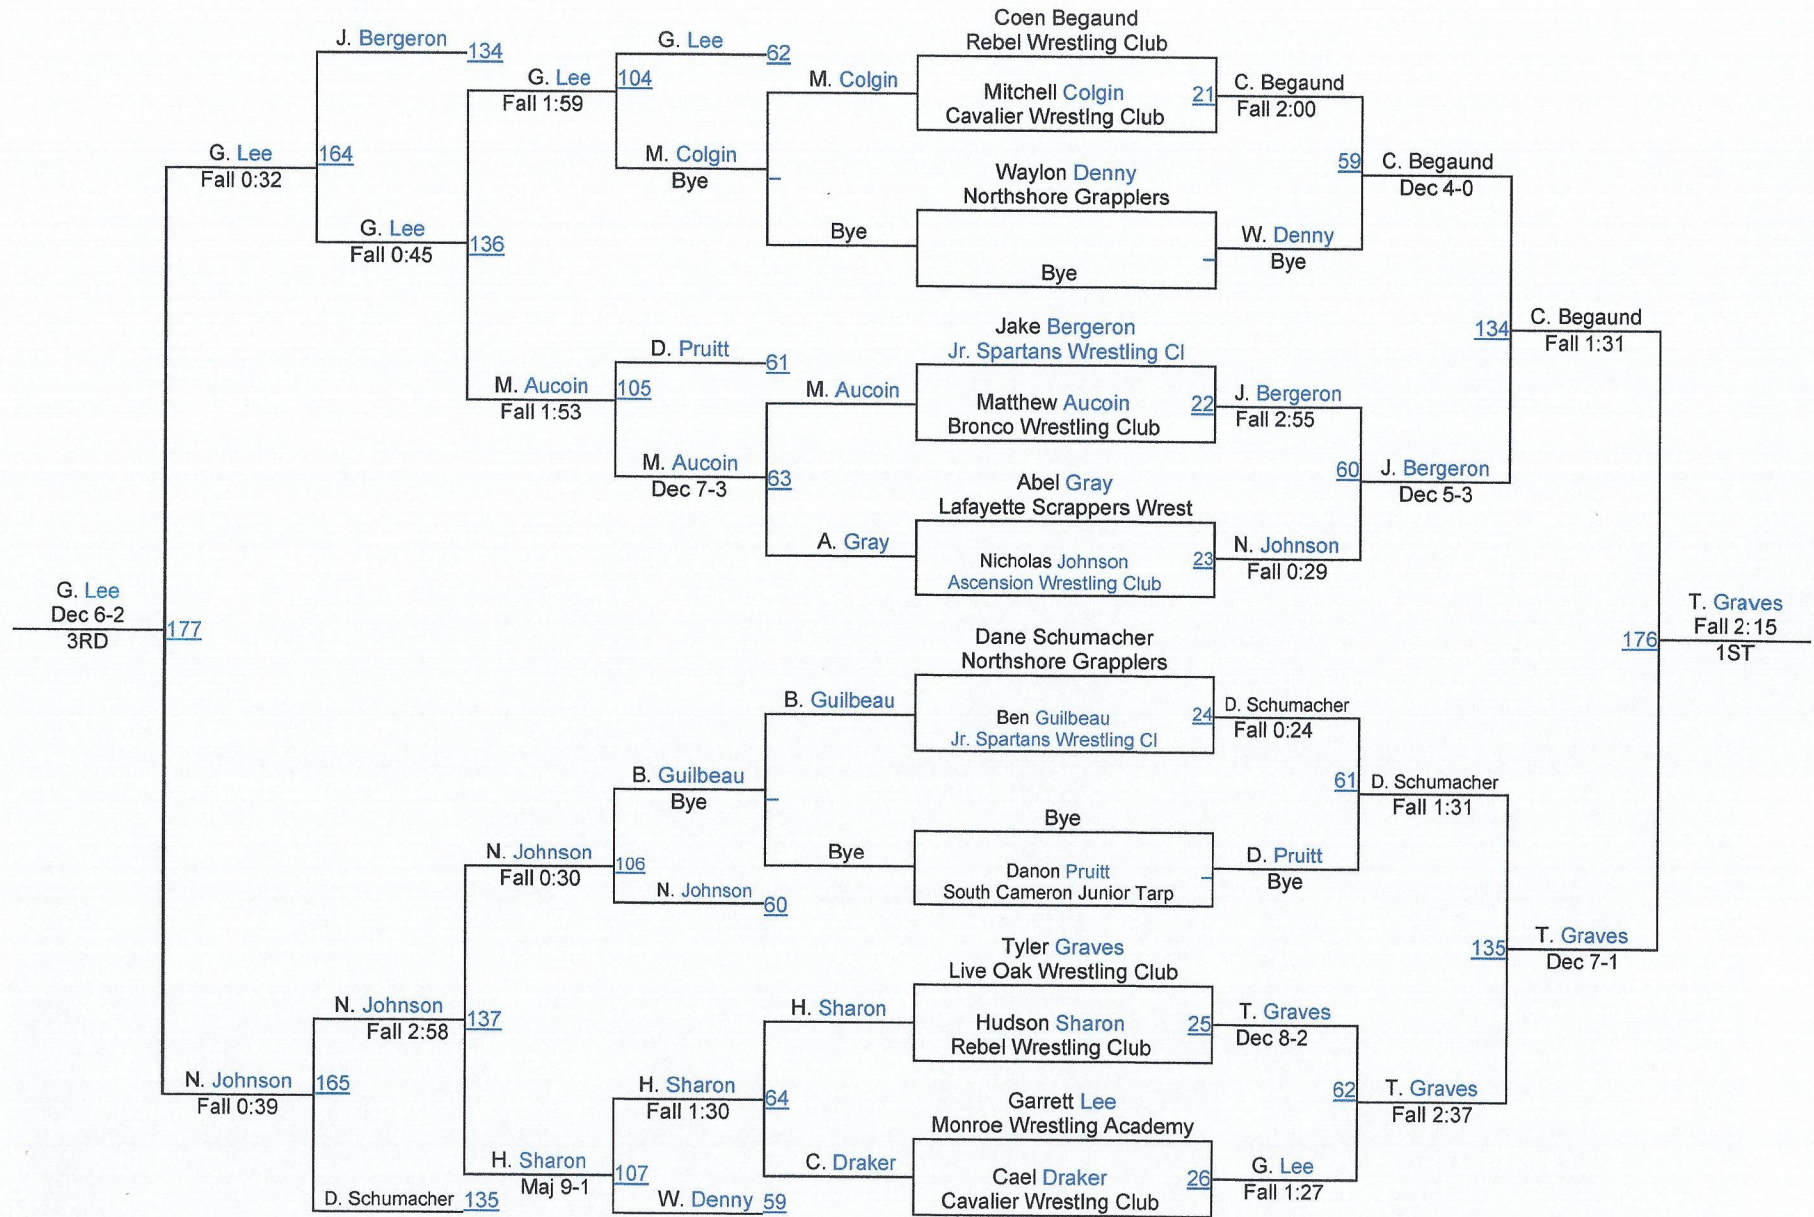 Coen Begaund
Rebel Wrestling Club
Mitchell Colgin 21
Cavalier Wrestlng Club
Waylon Denny
Northshore Grapplers
Bye
Jake Bergeron
Jr. Spartans Wrestling Cl
Matthew Aucoin 22
Bronco Wrestling Club
Abel Gray
Lafayette Scrappers Wrest
Nicholas Johnson 23
Ascension Wrestling Club
Dane Schumacher
Northshore Grapplers
Ben Guilbeau 24
Jr. Spartans Wrestling Cl
Bye
Danon Pruitt
South Cameron Junior Tarp
Tyler Graves
Live Oak Wrestling Club
Hudson Sharon 25
Rebel Wrestling Club
Garrett Lee
Monroe Wrestling Academy
Cael Draker 26
Cavalier Wrestlng Club
C. Begaund
Fall 2:00
W. Denny
Bye
J. Bergeron
Fall 2:55
N. Johnson
Fall 0:29
D. Schumacher
Fall 0:24
D. Pruitt
Bye
T. Graves
Dec 8-2
G. Lee
Fall 1:27
59
C. Begaund
Dec 4-0
60
J. Bergeron
Dec 5-3
61
D. Schumacher
Fall 1:31
62
T. Graves
Fall 2:37
134
C. Begaund
Fall 1:31
135
T. Graves
Dec 7-1
176
T. Graves
Fall 2:15
1ST
M. Colgin
Bye
M. Aucoin
A. Gray
B. Guilbeau
Bye
H. Sharon
C. Draker
G. Lee 62
M. Colgin
Bye
D. Pruitt 61
M. Aucoin
Dec 7-3
63
B. Guilbeau
Bye
N. Johnson 60
H. Sharon
Fall 1:30
64
W. Denny 59
G. Lee
Fall 1:59
104
M. Aucoin
Fall 1:53
105
N. Johnson
Fall 0:30
106
H. Sharon
Maj 9-1
107
J. Bergeron 134
G. Lee
Fall 0:45
136
N. Johnson
Fall 2:58
137
D. Schumacher 135
G. Lee
Fall 0:32
164
N. Johnson
Fall 0:39
165
G. Lee
Dec 6-2
3RD
177